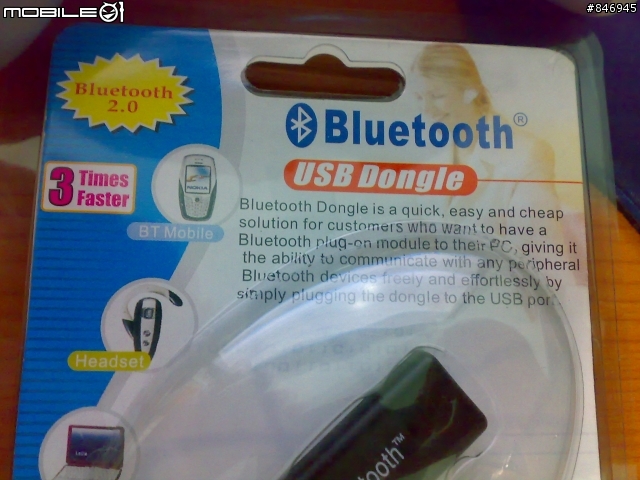 MOBILE01
#846945
Bluetooth
2.0
Bluetooth®
USB Dongle
3 Times
Faster
NOKIA
BT Mobile
Bluetooth Dongle is a quick, easy and cheap
solution for customers who want to have a
Bluetooth plug-on module to their PC, giving it
the ability to communicate with any peripheral
Bluetooth devices freely and effortlessly by
simply plugging the dongle to the USB port.
Headset
tooth™